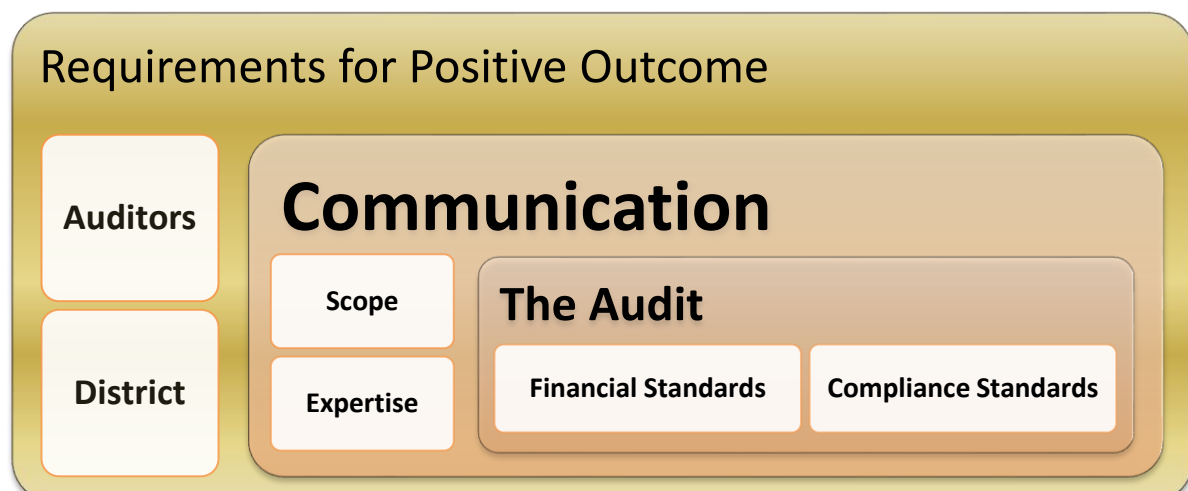 Requirements for Positive Outcome
Auditors
District
Communication
Scope
Expertise
The Audit
Financial Standards
Compliance Standards